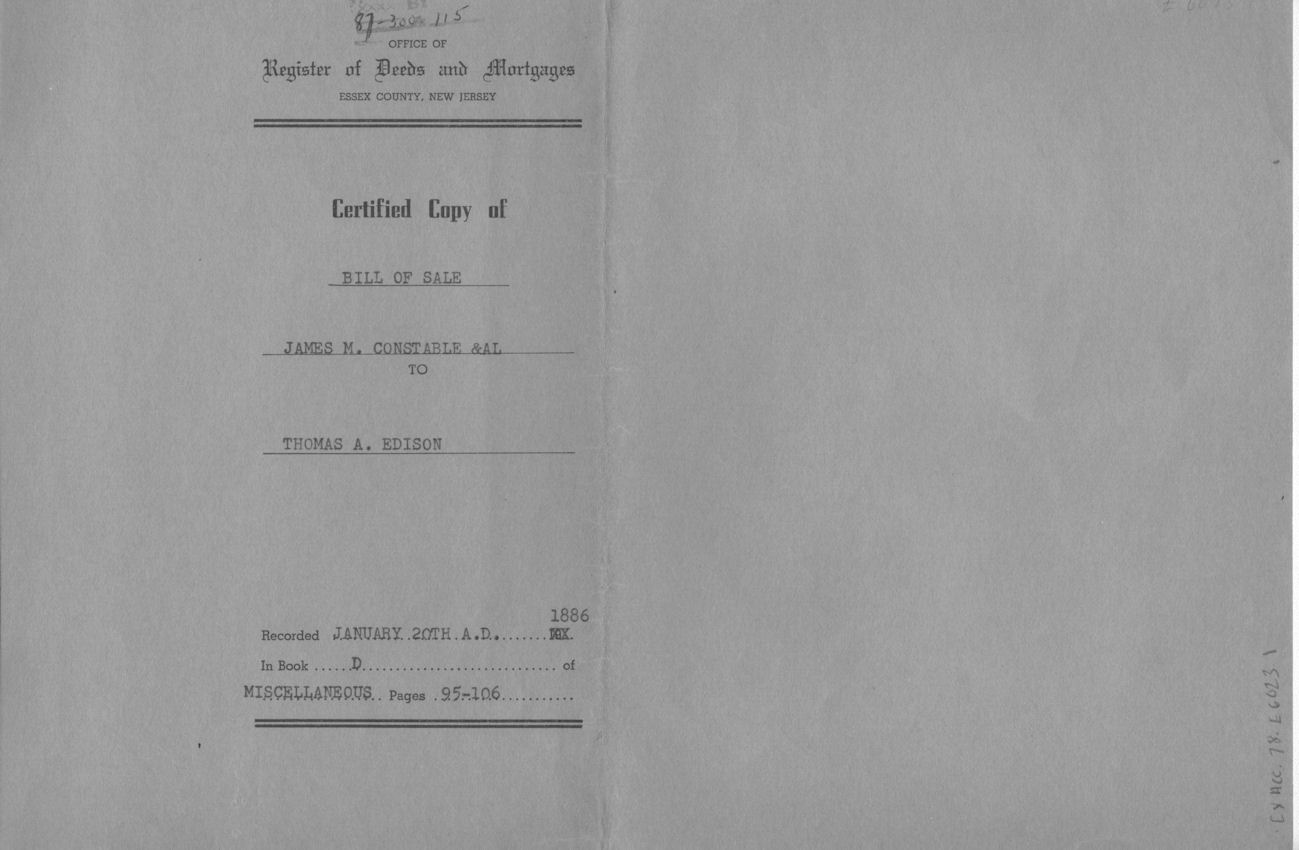 87-300 115
OFFICE OF
Register of Deeds and Mortgages
ESSEX COUNTY, NEW JERSEY
Certified Copy of
BILL OF SALE
JAMES M. CONSTABLE &AL
TO
THOMAS A. EDISON
1886
Recorded JANUARY 20TH A.D.
In Book D of
MISCELLANEOUS Pages 95-106